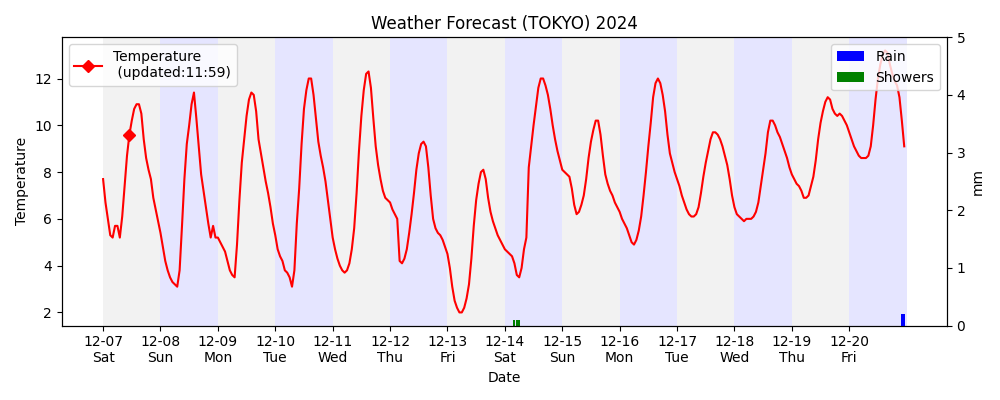 Weather Forecast (TOKYO) 2024
Temperature
(updated:11:59)
Rain
Showers
Temperature
12
10
8
6
4
2
5
4
3
2
1
0
mm
12-07 12-08 12-09 12-10 12-11 12-12 12-13 12-14 12-15 12-16 12-17 12-18 12-19 12-20
Sat Sun Mon Tue Wed Thu Fri Sat Sun Mon Tue Wed Thu Fri
Date